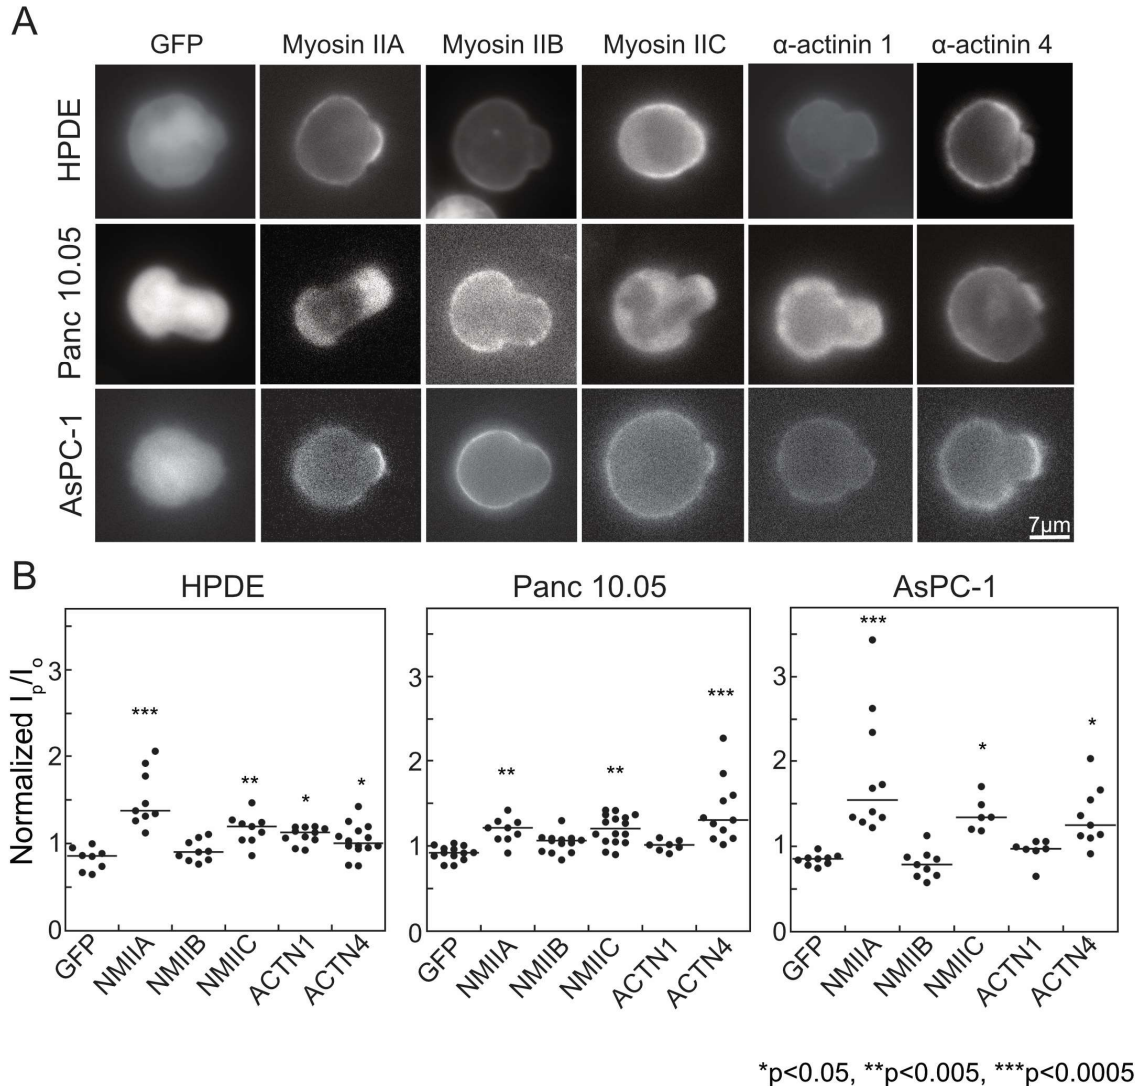 A
GFP Myosin IIA Myosin IIB Myosin IIC α-actinin 1 α-actinin 4
HPDE
Panc 10.05
AsPC-1
7μm
B
HPDE Panc 10.05 AsPC-1
Normalized Ip/Io
3
2
1
0
*** ** * *
GFP NMIIA NMIIB NMIIC ACTN1 ACTN4
3
2
1
0
** ** ***
GFP NMIIA NMIIB NMIIC ACTN1 ACTN4
3
2
1
0
*** * *
GFP NMIIA NMIIB NMIIC ACTN1 ACTN4
*p<0.05, **p<0.005, ***p<0.0005